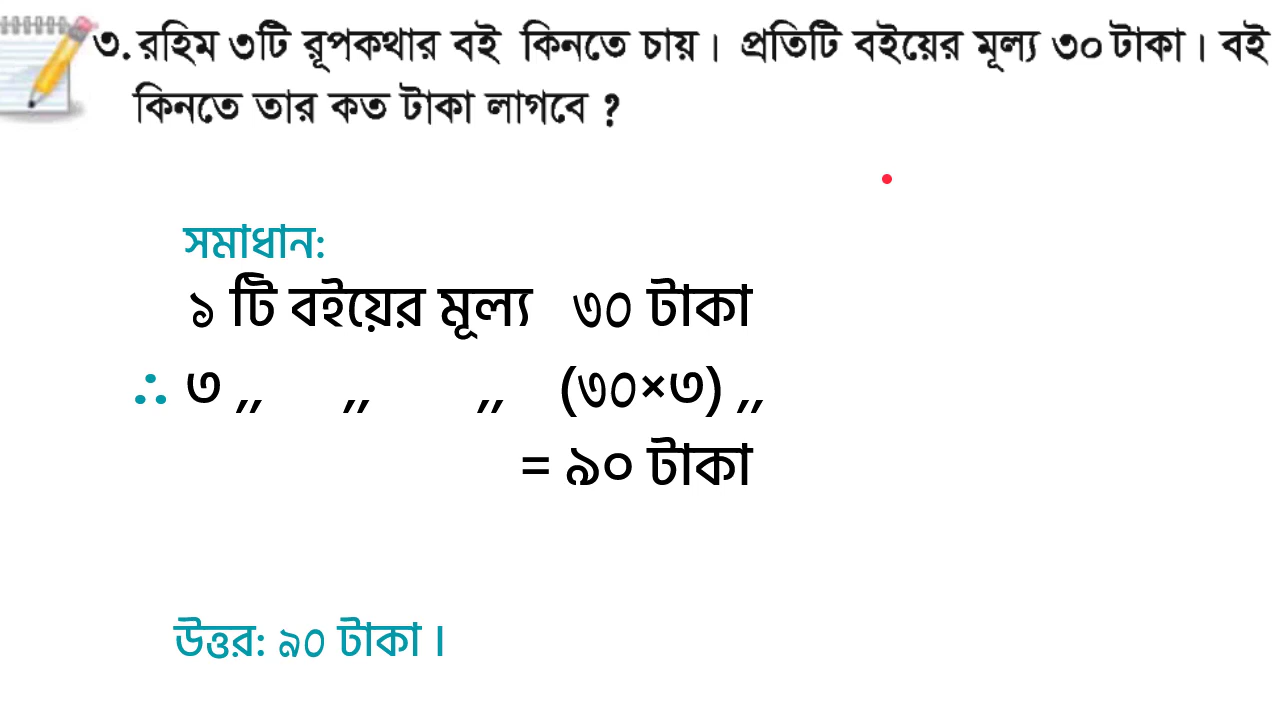 ৩. রহিম ৩টি রূপকথার বই কিনতে চায়। প্রতিটি বইয়ের মূল্য ৩০ টাকা। বই
কিনতে তার কত টাকা লাগবে ?
সমাধান:
১ টি বইয়ের মূল্য ৩০ টাকা
∴ ৩ ,, ,, ,, (৩০×৩) ,,
= ৯০ টাকা
উত্তর: ৯০ টাকা ।